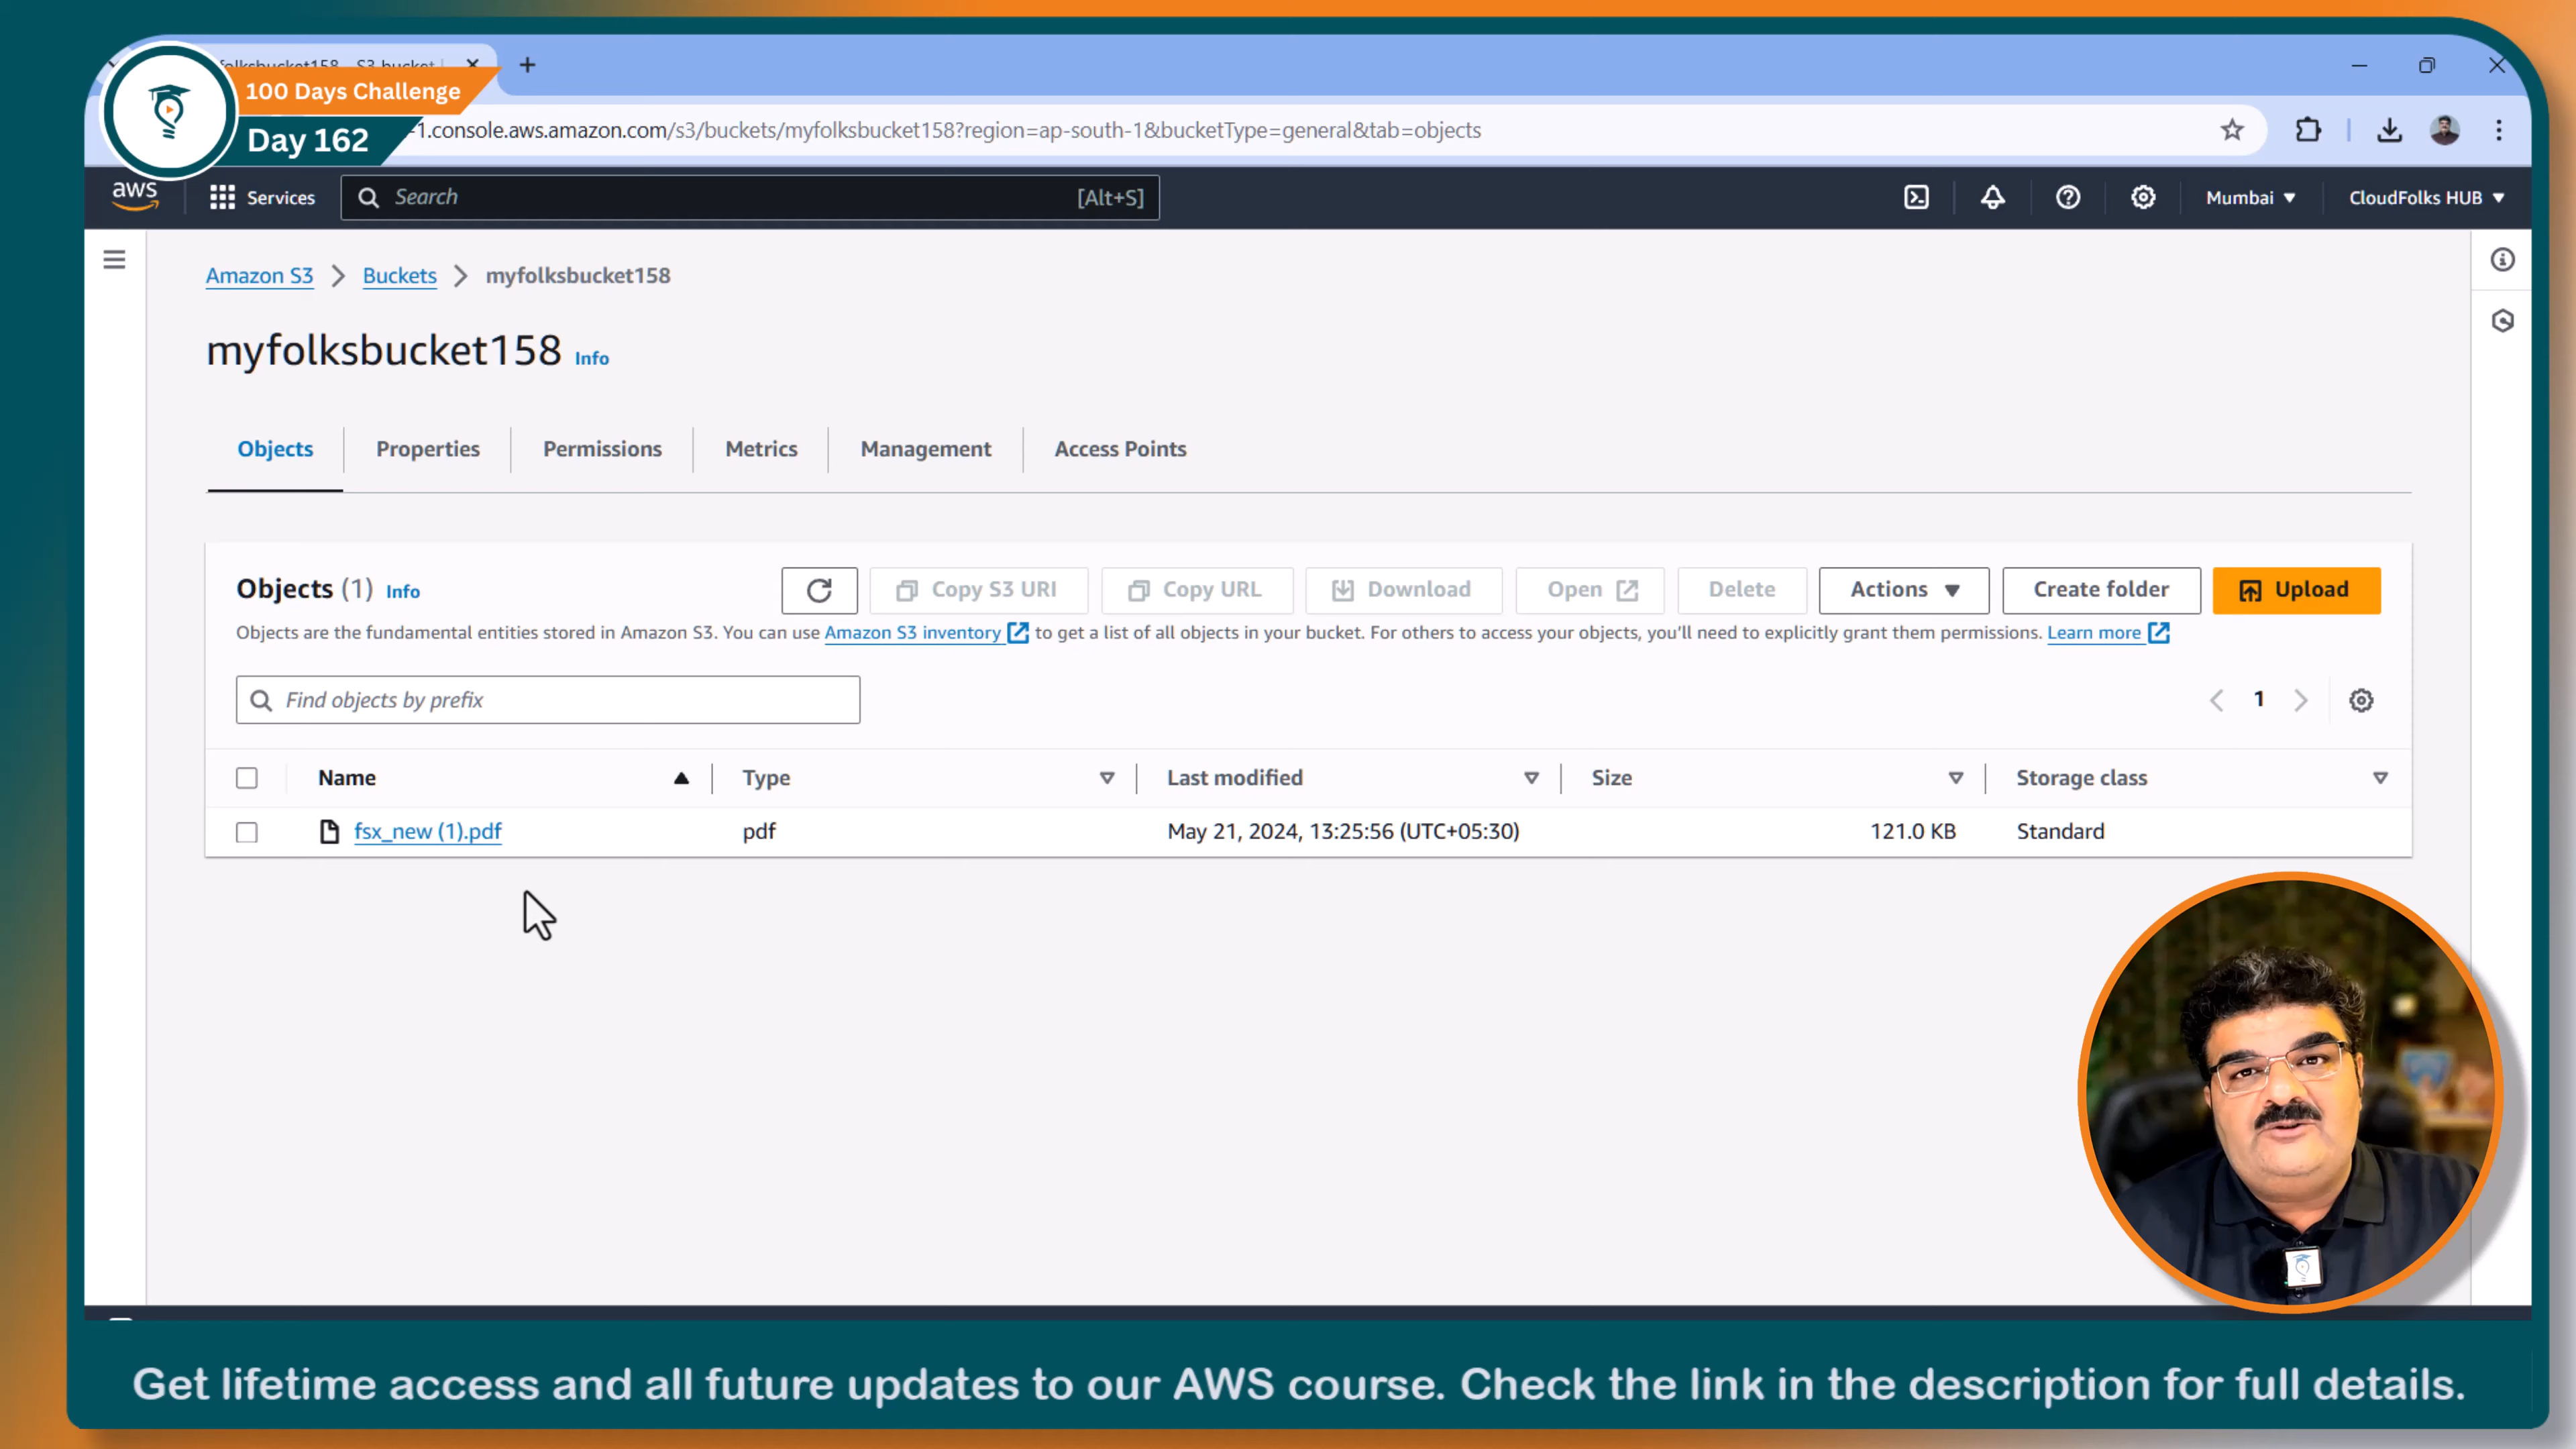 folksbucket158 - S3 bucket
100 Days Challenge
Day 162
-1.console.aws.amazon.com/s3/buckets/myfolksbucket158?region=ap-south-1&bucketType=general&tab=objects
aws
Services
Search
[Alt+S]
Mumbai
CloudFolks HUB
Amazon S3 > Buckets > myfolksbucket158
myfolksbucket158 Info
Objects
Properties
Permissions
Metrics
Management
Access Points
Objects (1) Info
Copy S3 URI
Copy URL
Download
Open
Delete
Actions
Create folder
Upload
Objects are the fundamental entities stored in Amazon S3. You can use Amazon S3 inventory to get a list of all objects in your bucket. For others to access your objects, you'll need to explicitly grant them permissions. Learn more
Find objects by prefix
1
Name Type Last modified Size Storage class
fsx_new (1).pdf pdf May 21, 2024, 13:25:56 (UTC+05:30) 121.0 KB Standard
Get lifetime access and all future updates to our AWS course. Check the link in the description for full details.